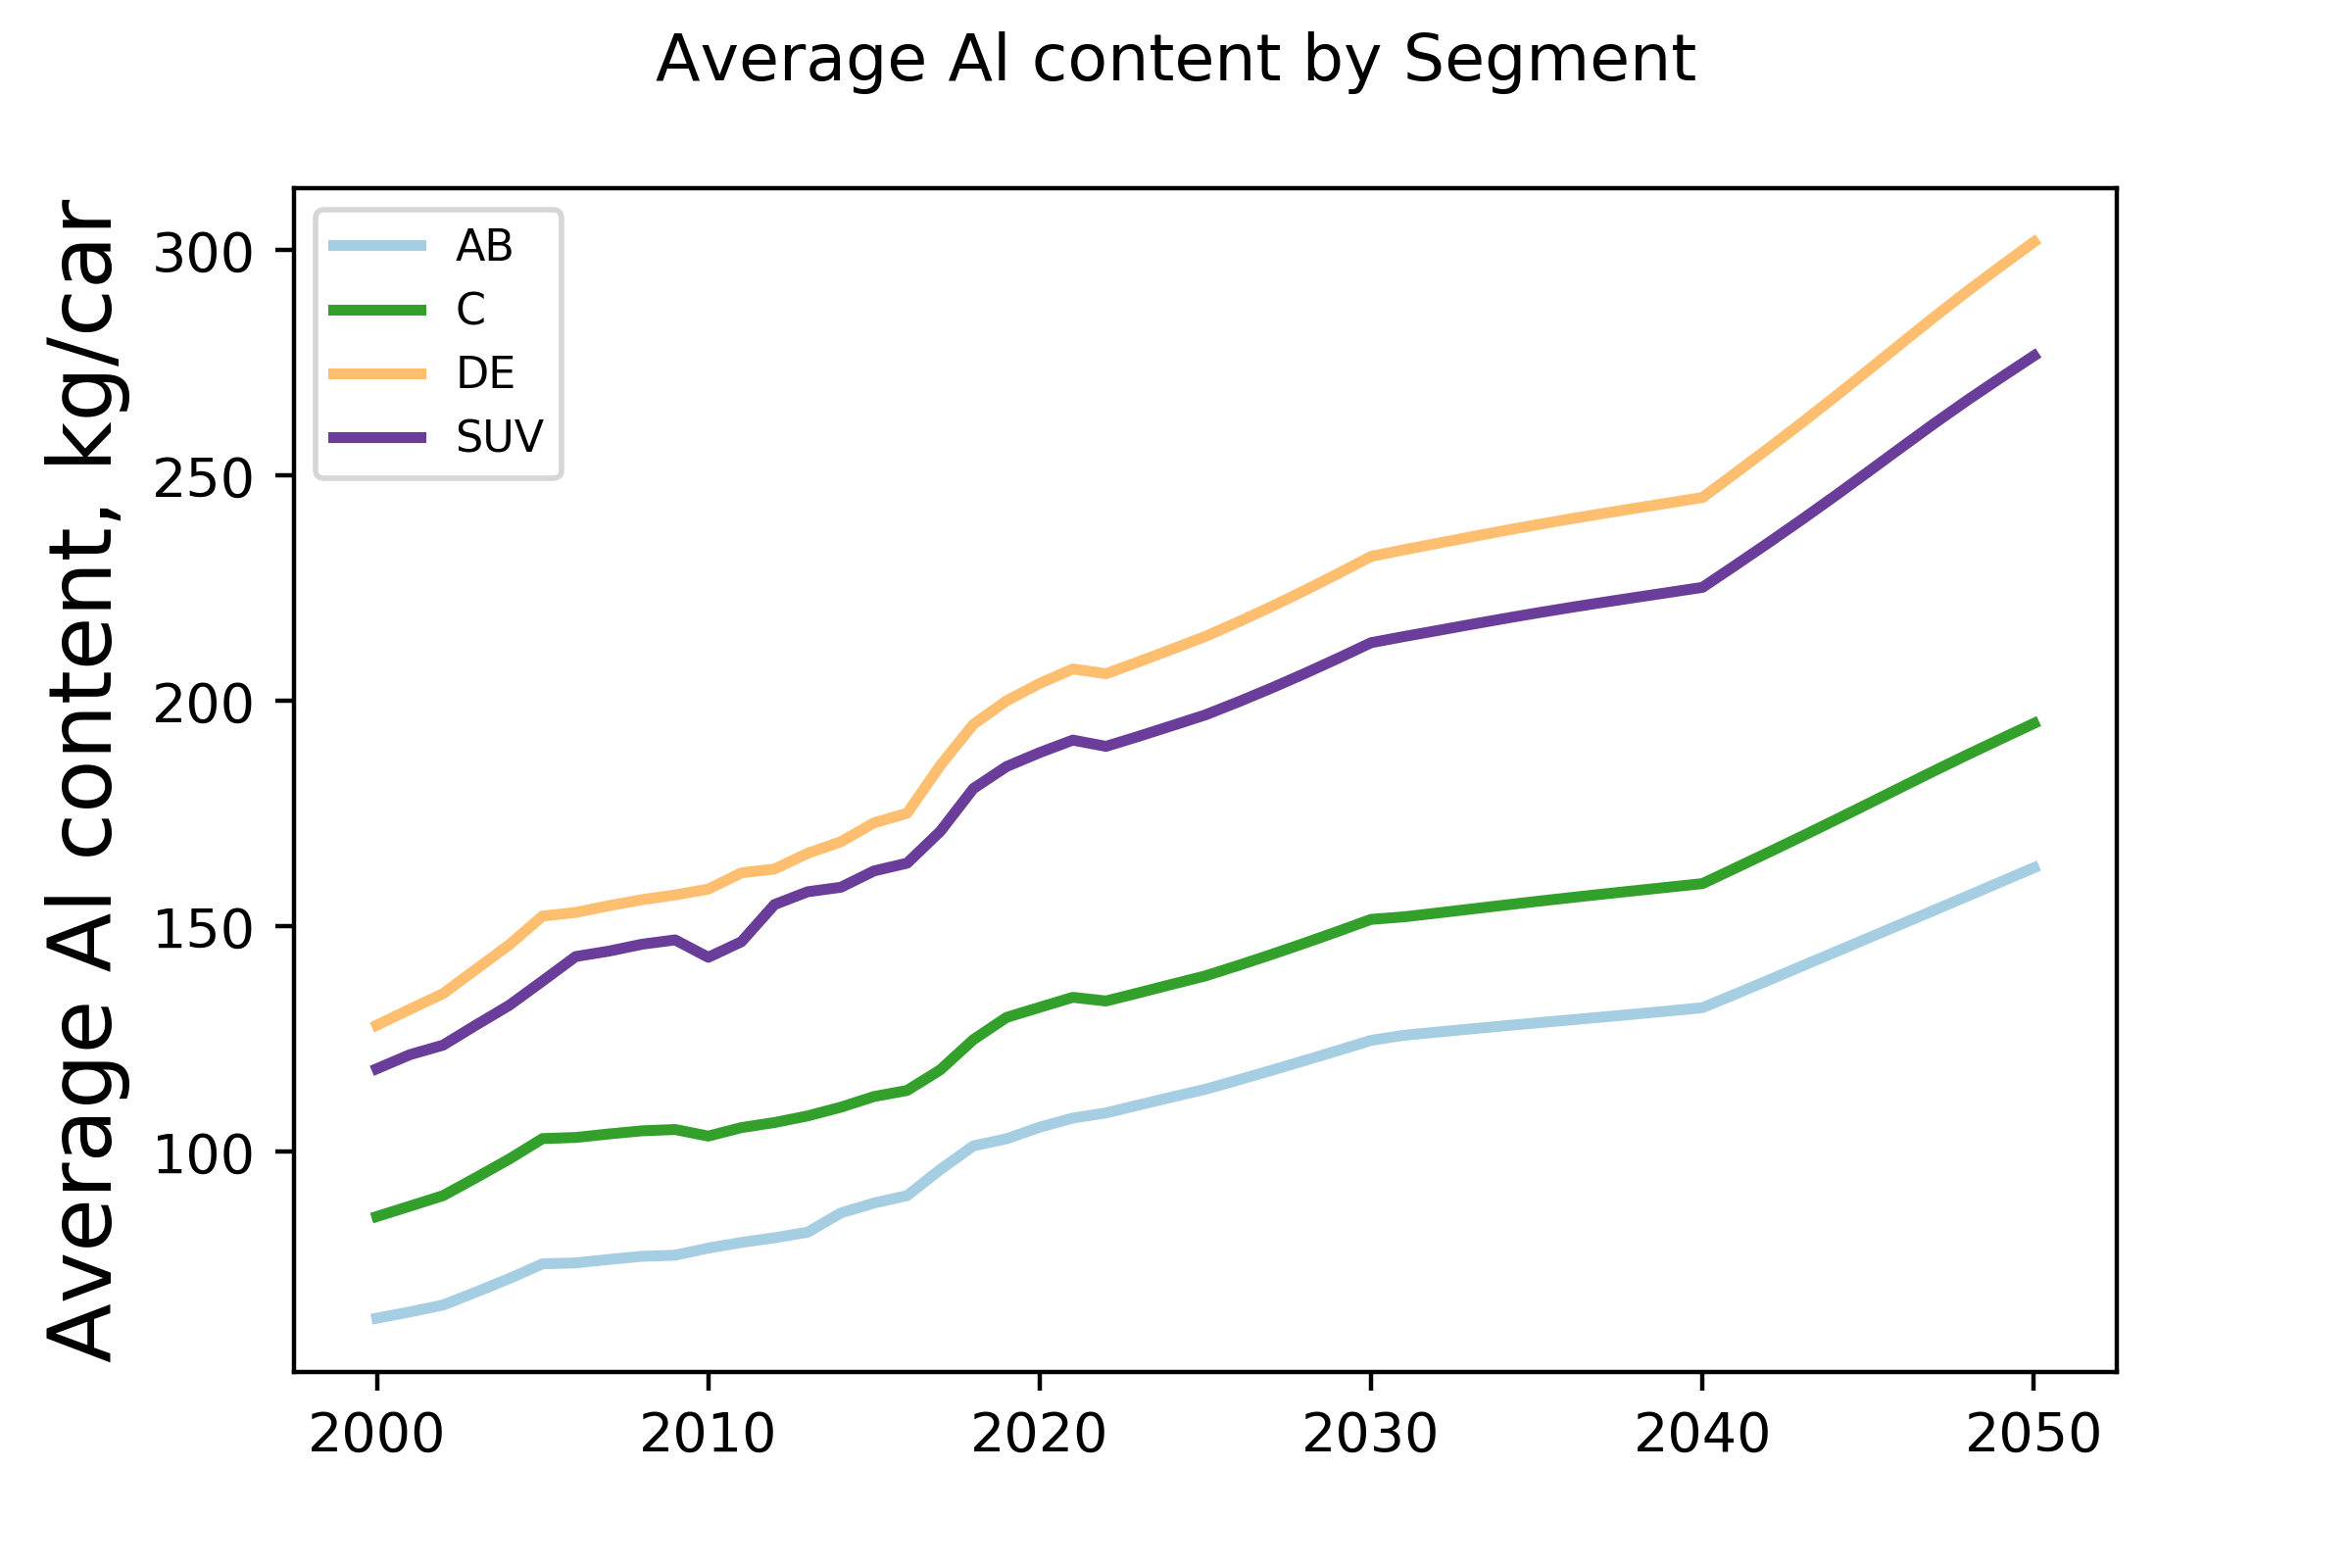 Average Al content by Segment
Average Al content, kg/car
300
250
200
150
100
AB
C
DE
SUV
2000 2010 2020 2030 2040 2050